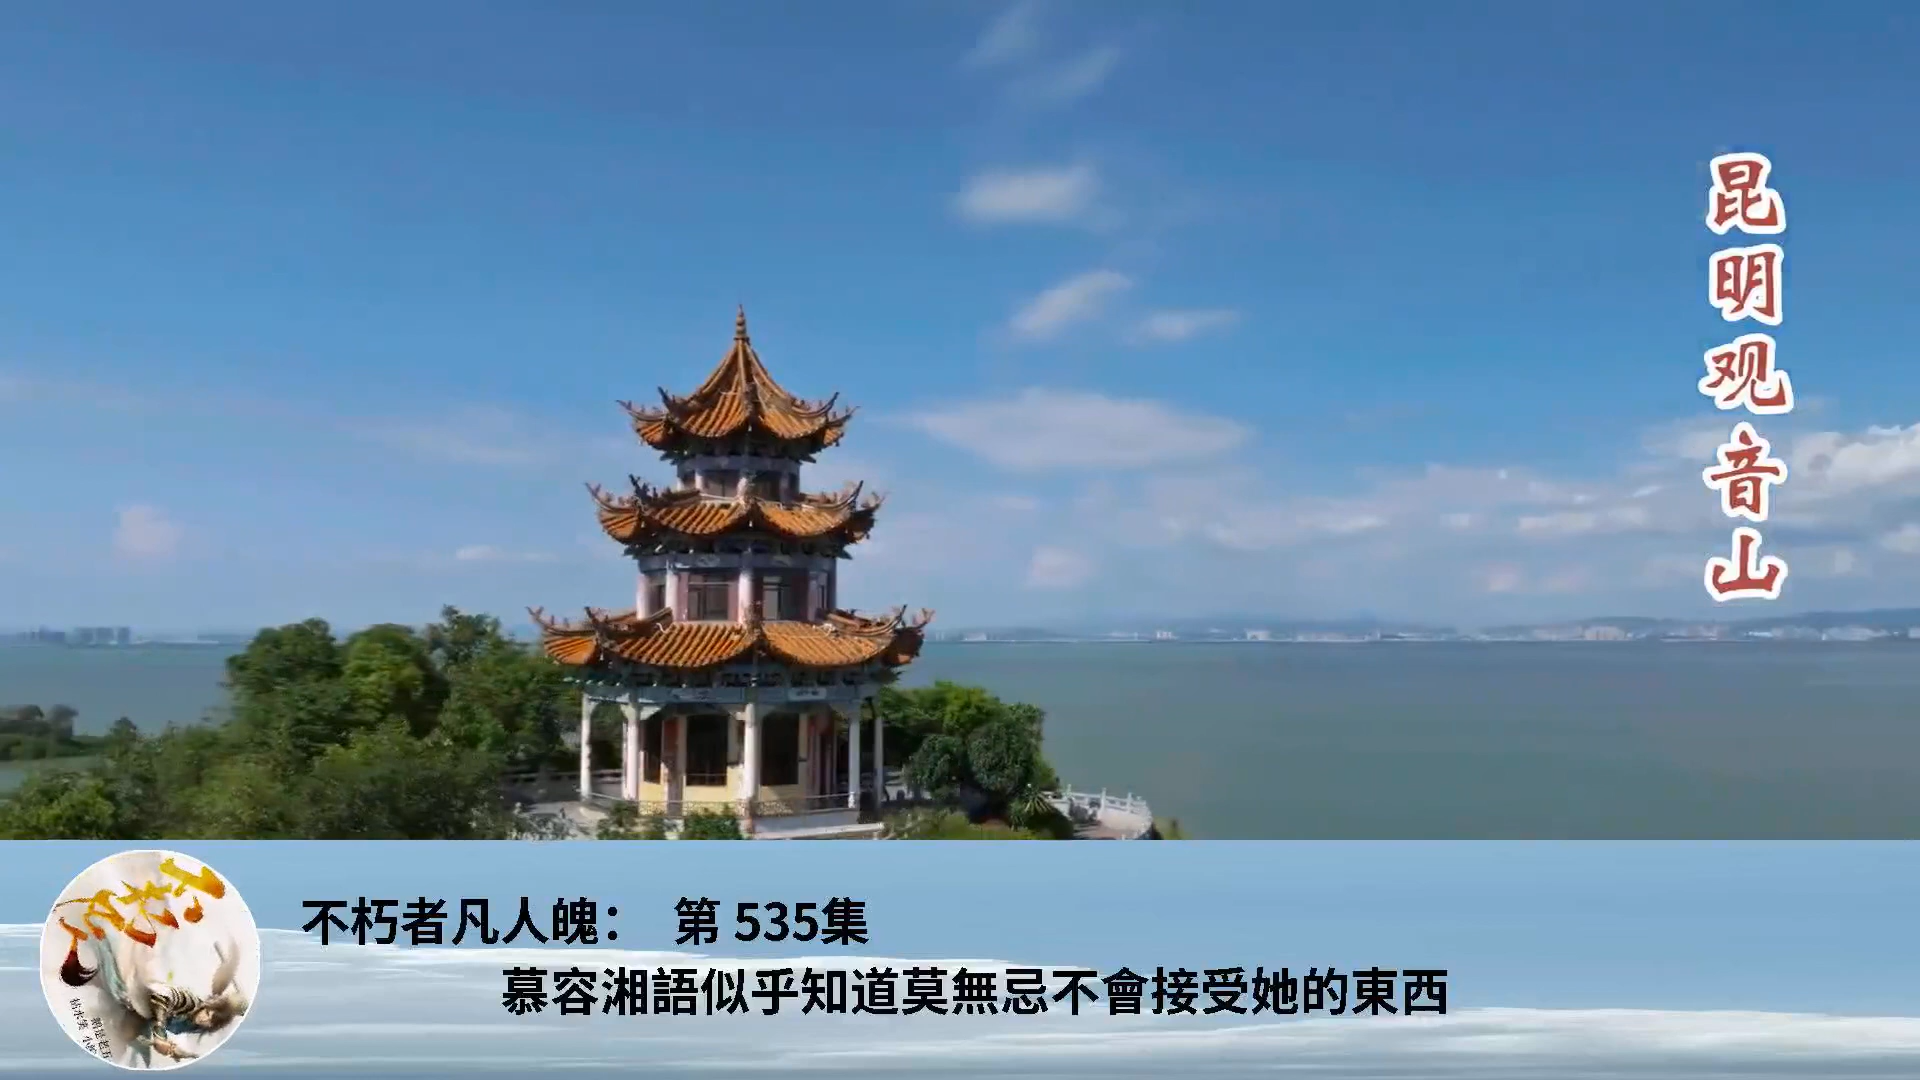 昆明观音山
不朽者凡人魄： 第 535集
慕容湘語似乎知道莫無忌不會接受她的東西